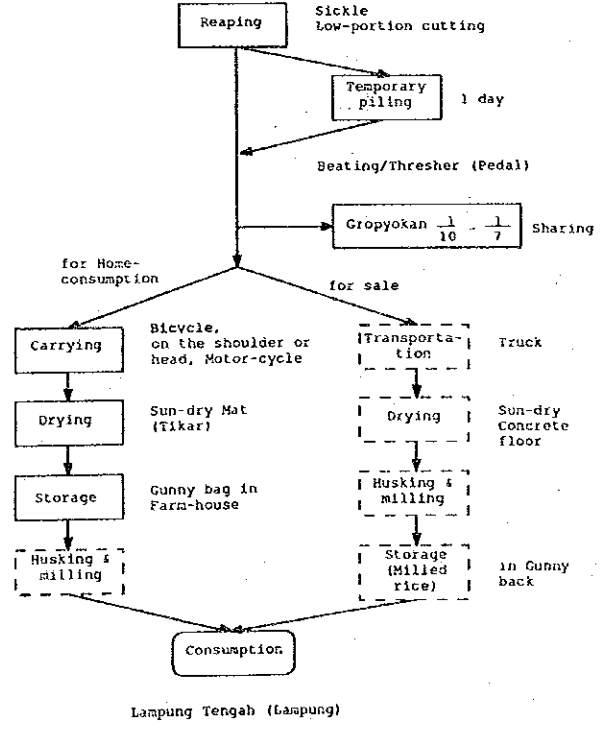 Reaping
Sickle
Low-portion cutting
Temporary
piling
1 day
Beating/Thresher (Pedal)
Gropyokan 1/10 - 1/7
Sharing
for Home-
consumption
for sale
Carrying
Bicycle,
on the shoulder or
head, Motor-cycle
Transporta-
tion
Truck
Drying
Sun-dry Mat
(Tikar)
Drying
Sun-dry
Concrete
floor
Storage
Gunny bag in
Farm-house
Husking &
milling
Husking &
milling
Storage
(Milled
rice)
in Gunny
back
Consumption
Lampung Tengah (Lampung)